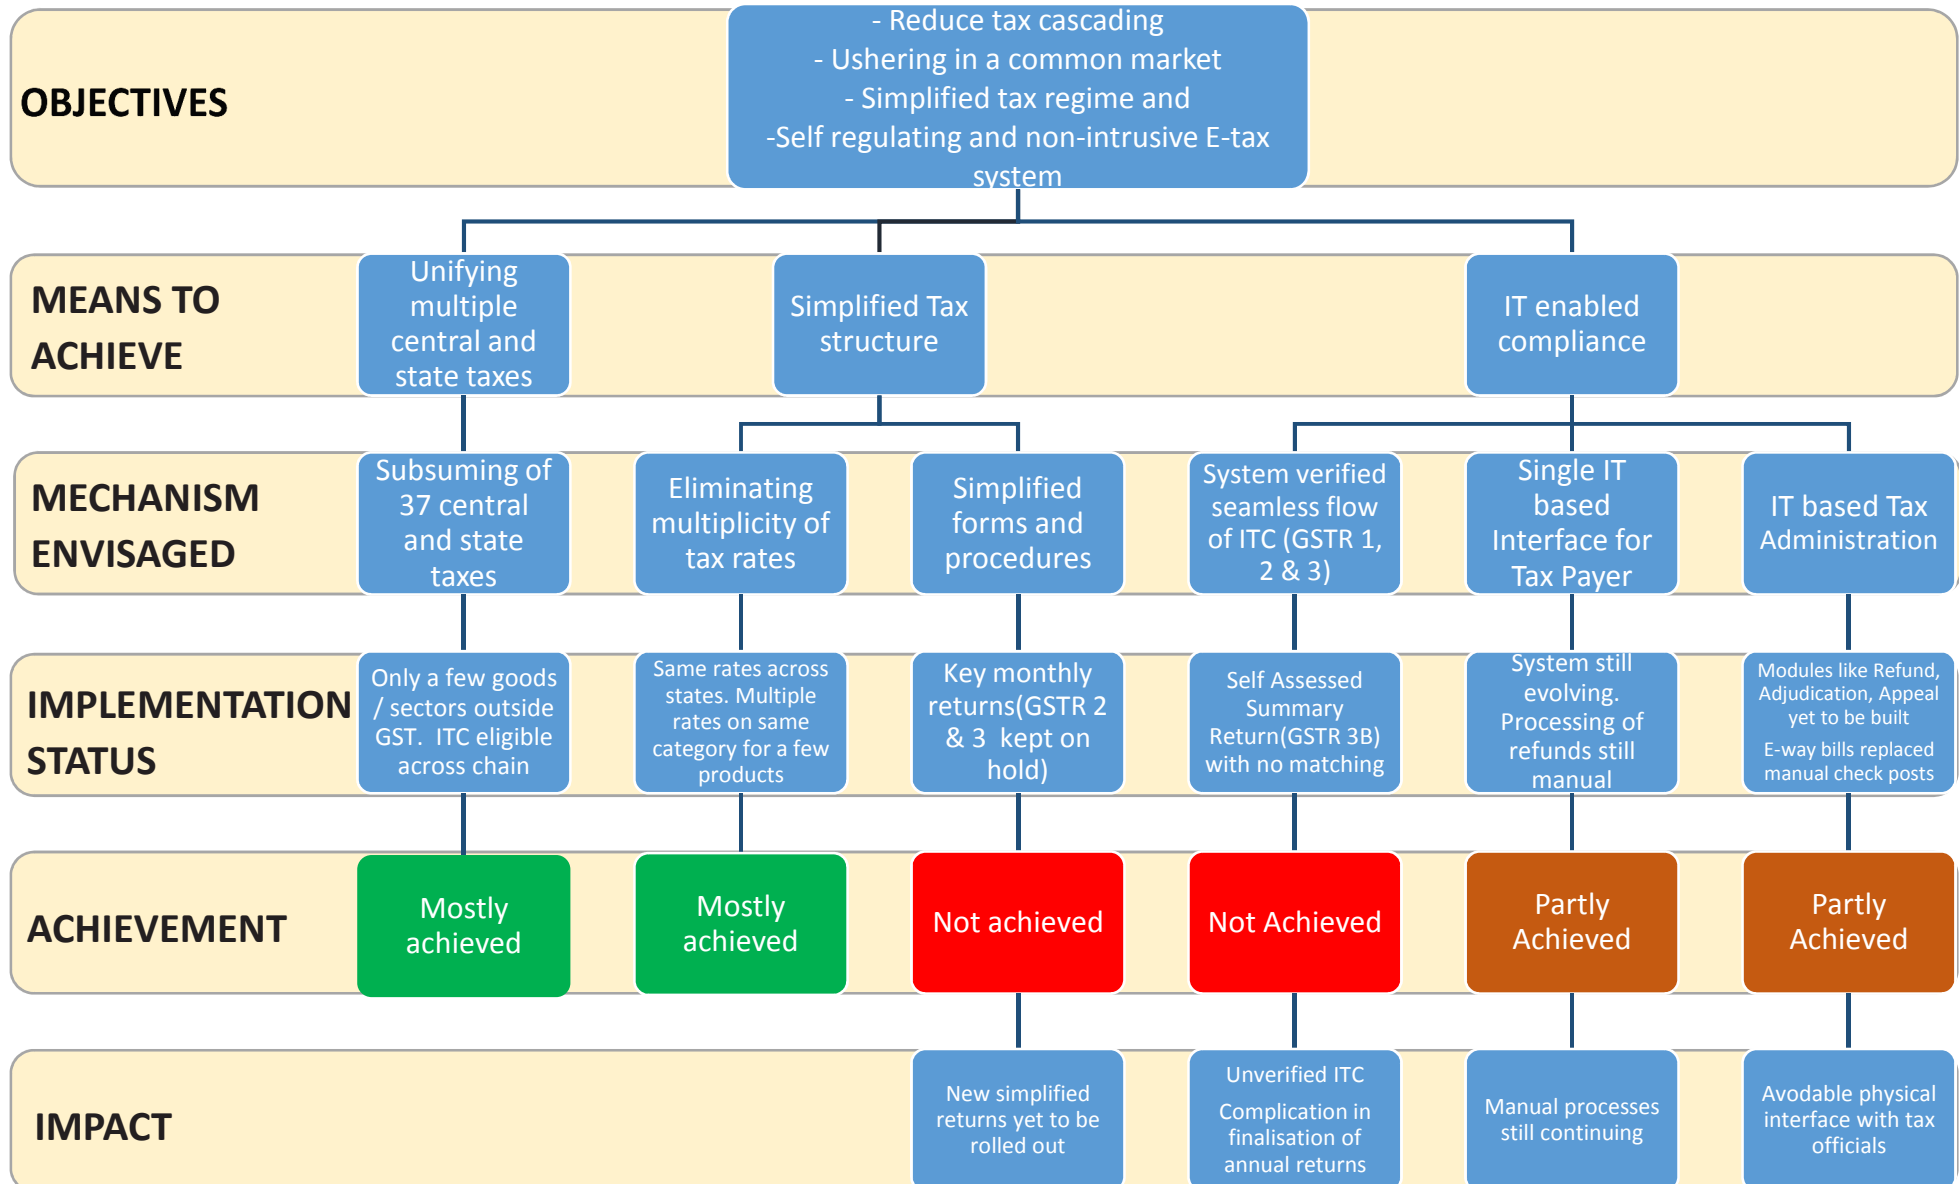 OBJECTIVES
- Reduce tax cascading
- Ushering in a common market
- Simplified tax regime and
-Self regulating and non-intrusive E-tax
system
MEANS TO
ACHIEVE
Unifying
multiple
central and
state taxes
Simplified Tax
structure
IT enabled
compliance
MECHANISM
ENVISAGED
Subsuming of
37 central
and state
taxes
Eliminating
multiplicity of
tax rates
Simplified
forms and
procedures
System verified
seamless flow
of ITC (GSTR 1,
2 & 3)
Single IT
based
Interface for
Tax Payer
IT based Tax
Administration
IMPLEMENTATION
STATUS
Only a few goods
/ sectors outside
GST. ITC eligible
across chain
Same rates across
states. Multiple
rates on same
category for a few
products
Key monthly
returns(GSTR 2
& 3 kept on
hold)
Self Assessed
Summary
Return(GSTR 3B)
with no matching
System still
evolving.
Processing of
refunds still
manual
Modules like Refund,
Adjudication, Appeal
yet to be built
E-way bills replaced
manual check posts
ACHIEVEMENT
Mostly
achieved
Mostly
achieved
Not achieved
Not Achieved
Partly
Achieved
Partly
Achieved
IMPACT
New simplified
returns yet to be
rolled out
Unverified ITC
Complication in
finalisation of
annual returns
Manual processes
still continuing
Avodable physical
interface with tax
officials